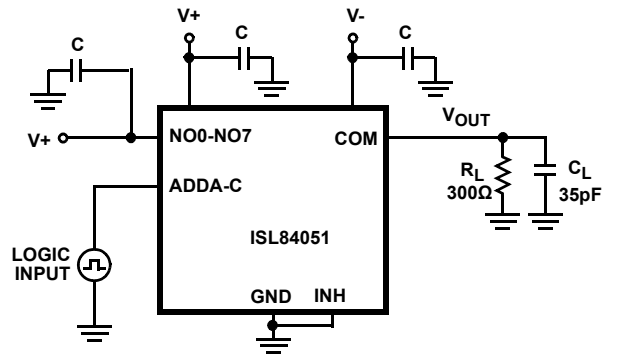 V+
V-
C
C
C
V+
NO0-NO7
COM
VOUT
ADDA-C
RL
300Ω
CL
35pF
ISL84051
LOGIC
INPUT
GND
INH